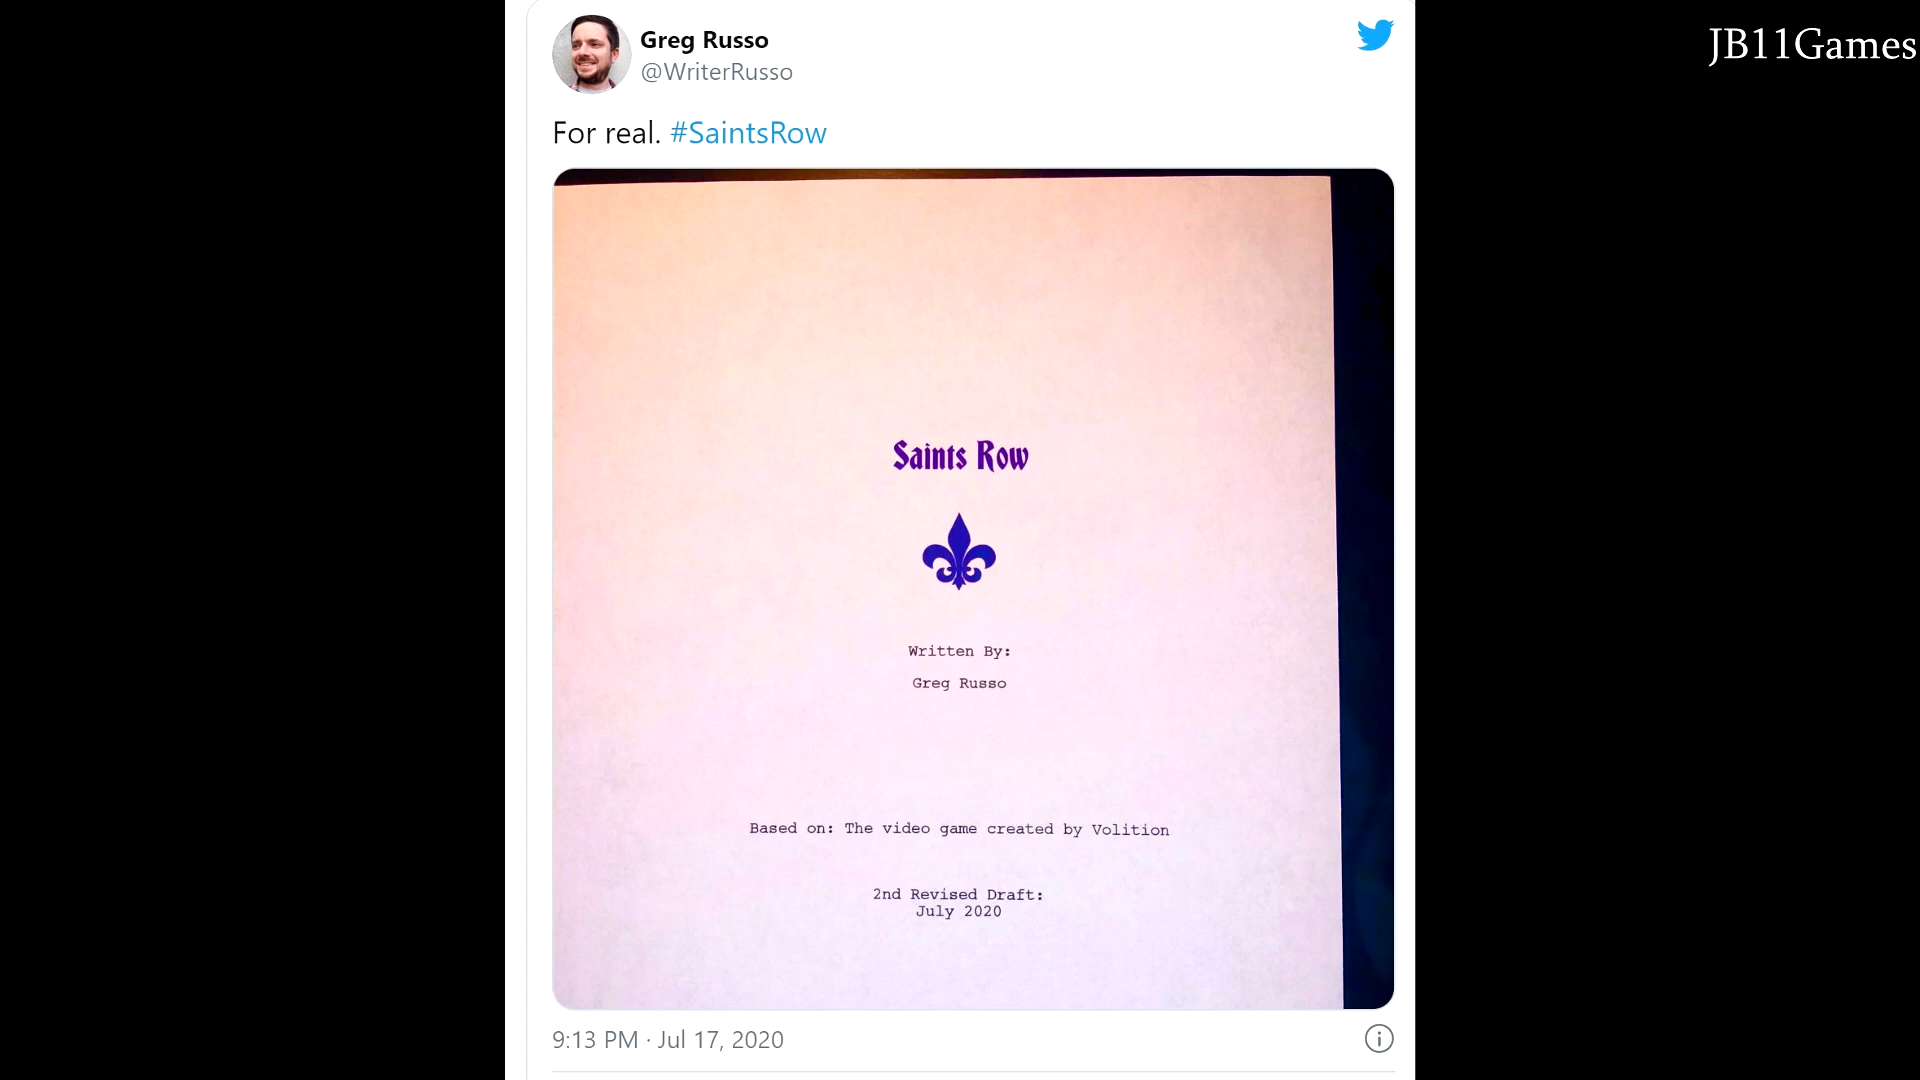 JB11Games
Greg Russo
@WriterRusso
For real. #SaintsRow
Saints Row
Written By:
Greg Russo
Based on: The video game created by Volition
2nd Revised Draft:
July 2020
9:13 PM · Jul 17, 2020